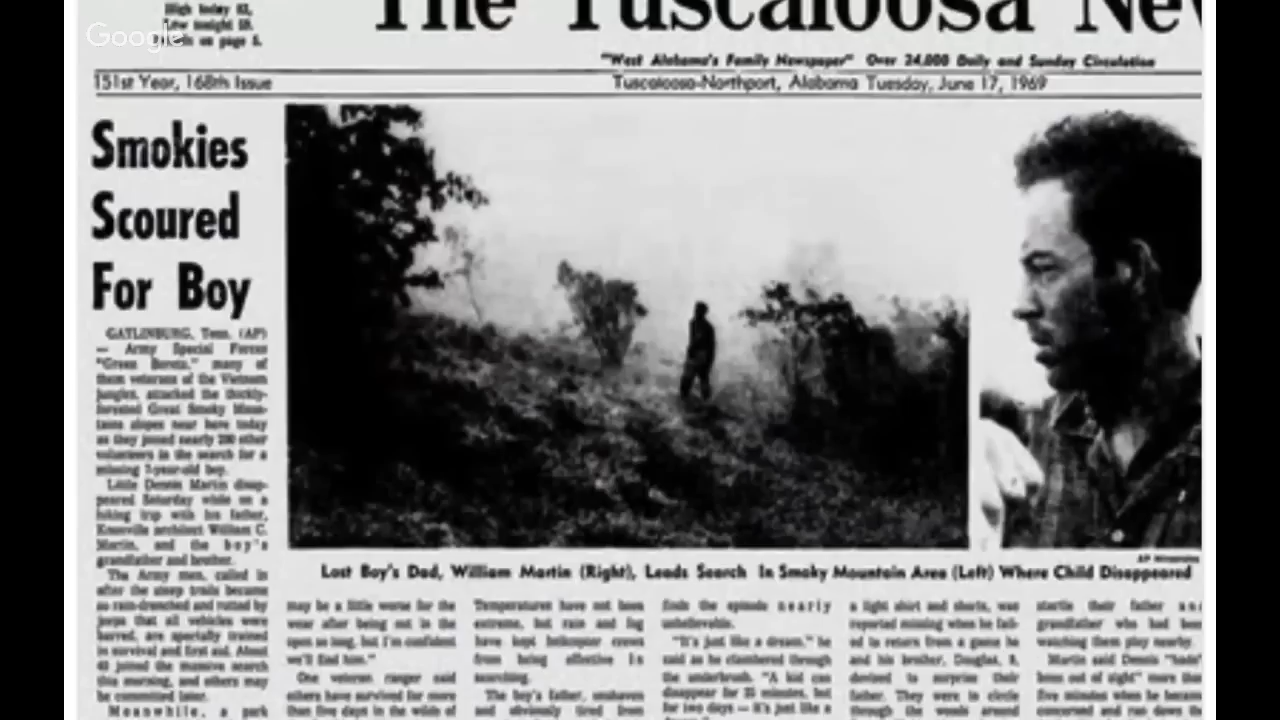 High today 82,
Low tonight 59.
Details on page 5.
Google
The Tuscaloosa New
"West Alabama's Family Newspaper" Over 24,000 Daily and Sunday Circulation
151st Year, 168th Issue
Tuscaloosa-Northport, Alabama Tuesday, June 17, 1969
Smokies
Scoured
For Boy
GATLINBURG, Tenn. (AP)
— Army Special Forces
"Green Berets," many of
them veterans of the Vietnam
jungles, attacked the thickly-
forested Great Smoky Moun-
tains slopes near here today
as they joined nearly 200 other
volunteers in the search for a
missing 7-year-old boy.
Little Dennis Martin disap-
peared Saturday while on a
hiking trip with his father,
Knoxville architect William C.
Martin, and the boy's
grandfather and brother.
The Army men, called in
after the steep trails became
so rain-drenched and rutted by
jeeps that all vehicles were
barred, are specially trained
in survival and first aid. About
40 joined the massive search
this morning, and others may
be committed later.
Meanwhile, a park
AP Wirephoto
Lost Boy's Dad, William Martin (Right), Leads Search In Smoky Mountain Area (Left) Where Child Disappeared
may be a little worse for the
wear after being out in the
open so long, but I'm confident
we'll find him."
One veteran ranger said
others have survived for more
than five days in the wilds of
Temperatures have not been
extreme, but rain and fog
have kept helicopter crews
from being effective in
searching.
The boy's father, unshaven
and obviously tired from
finds the episode nearly
unbelievable.
"It's just like a dream," he
said as he clambered through
the underbrush. "A kid can
disappear for 25 minutes, but
for two days — it's just like a
a light shirt and shorts, was
reported missing when he fail-
ed to return from a game he
and his brother, Douglas, 9,
devised to surprise their
father. They were to circle
through the woods around
startle their father and
grandfather who had been
watching them play nearby.
Martin said Dennis "hadn't
been out of sight" more than
five minutes when he became
concerned and ran down the